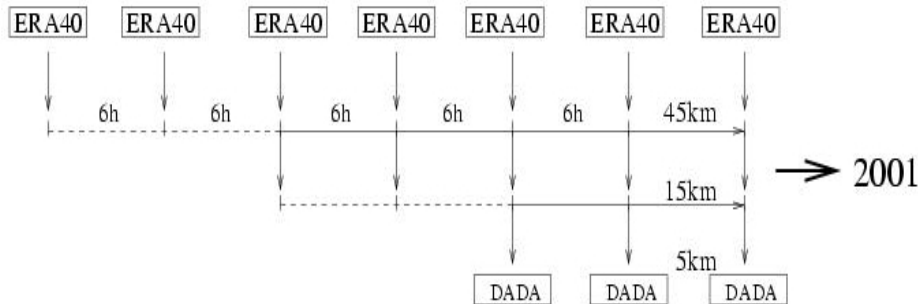 ERA40 ERA40 ERA40 ERA40 ERA40 ERA40 ERA40
6h 6h 6h 6h 6h 45km
2001
15km
5km
DADA DADA DADA